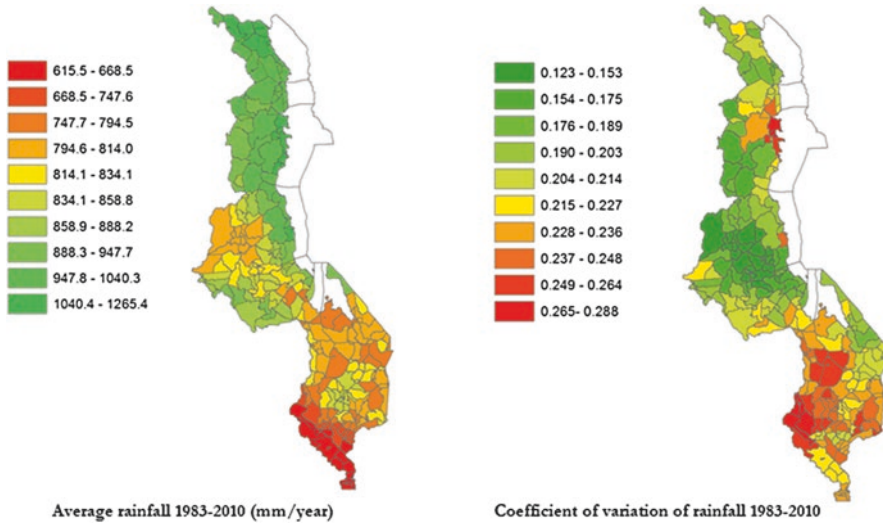 615.5 - 668.5
668.5 - 747.6
747.7 - 794.5
794.6 - 814.0
814.1 - 834.1
834.1 - 858.8
858.9 - 888.2
888.3 - 947.7
947.8 - 1040.3
1040.4 - 1265.4
Average rainfall 1983-2010 (mm/year)
0.123 - 0.153
0.154 - 0.175
0.176 - 0.189
0.190 - 0.203
0.204 - 0.214
0.215 - 0.227
0.228 - 0.236
0.237 - 0.248
0.249 - 0.264
0.265- 0.288
Coefficient of variation of rainfall 1983-2010